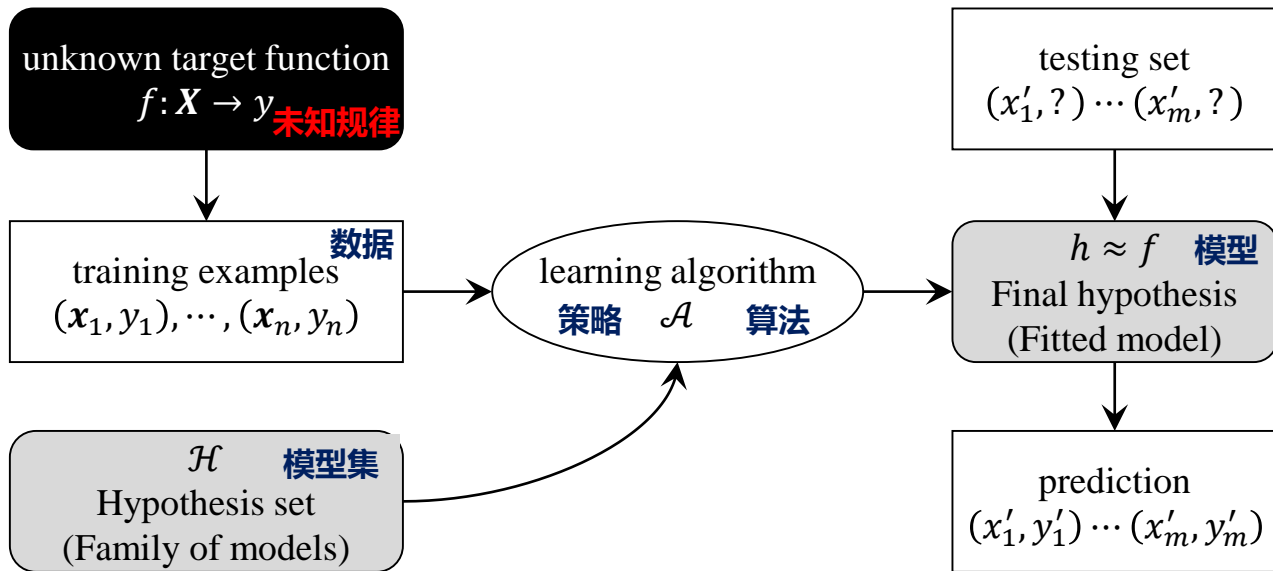 unknown target function
f: X → y 未知规律
数据
training examples
(x₁, y₁), ⋯ , (xₙ, yₙ)
ℋ 模型集
Hypothesis set
(Family of models)
learning algorithm
策略 𝒜 算法
testing set
(x′₁, ?) ⋯ (x′ₘ, ?)
h ≈ f 模型
Final hypothesis
(Fitted model)
prediction
(x′₁, y′₁) ⋯ (x′ₘ, y′ₘ)